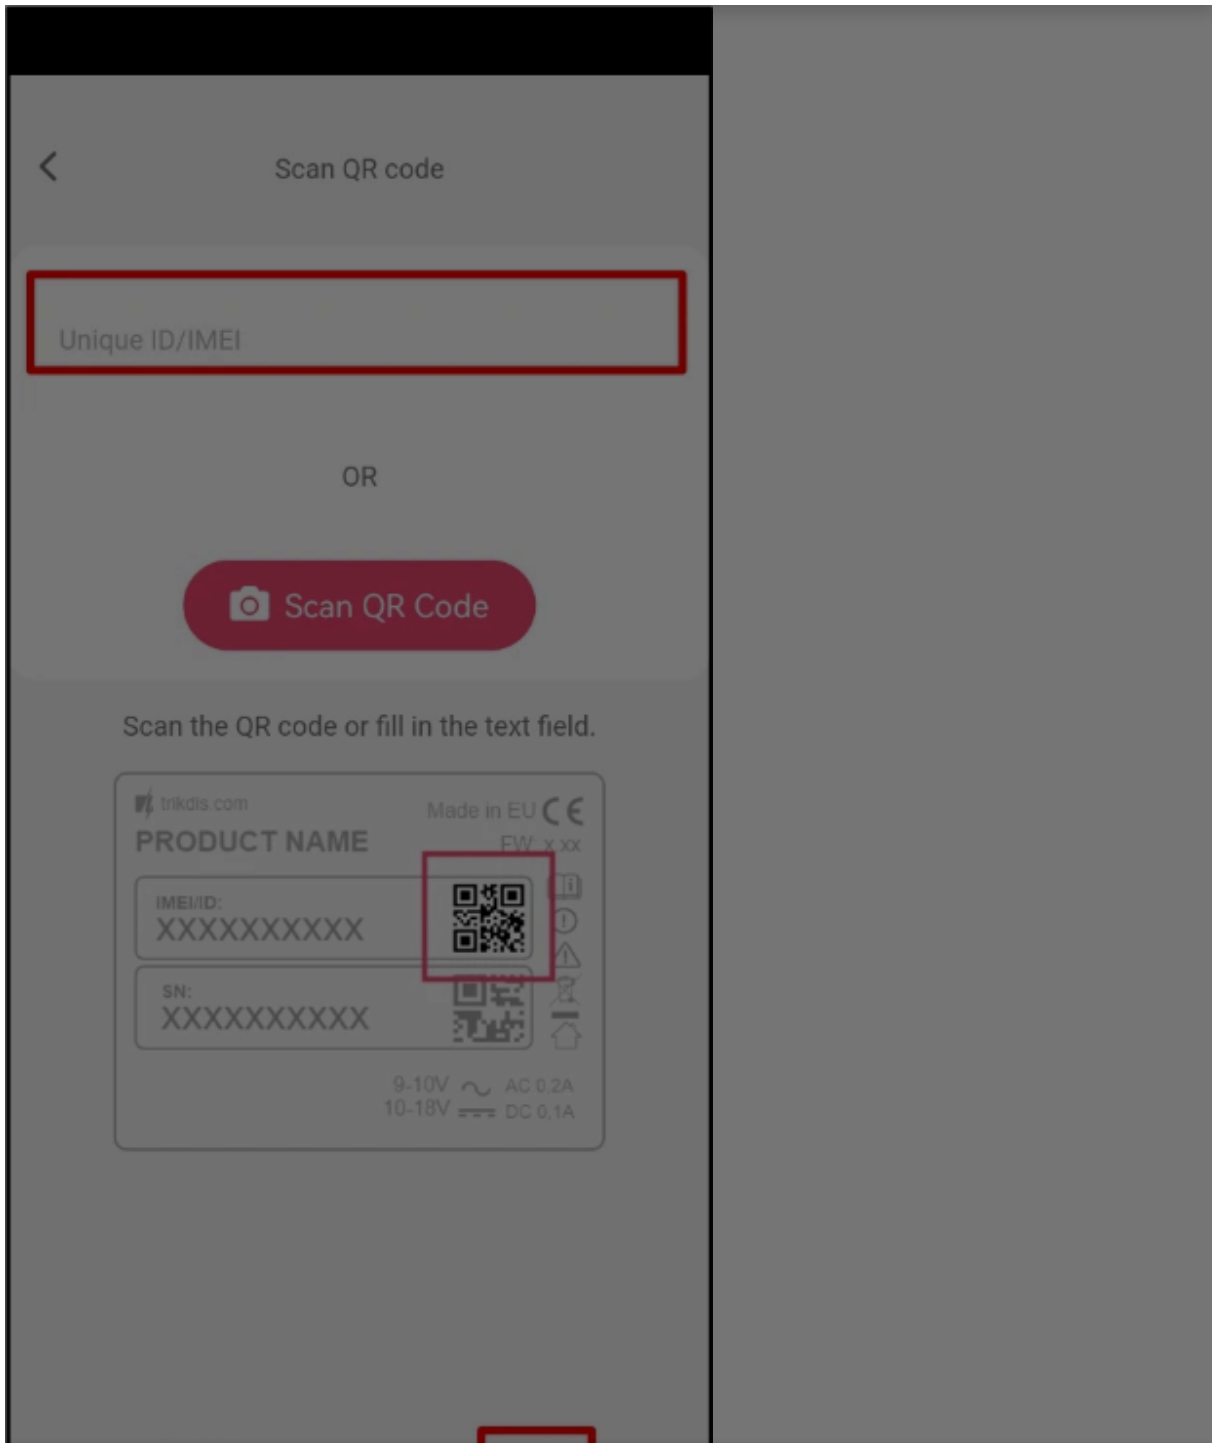 Scan QR code
Unique ID/IMEI
OR
Scan QR Code
Scan the QR code or fill in the text field.
trikdis.com
Made in EU CE
PRODUCT NAME
FW: x.xx
IMEI/ID:
XXXXXXXXXX
SN:
XXXXXXXXXX
9-10V AC 0,2A
10-18V DC 0,1A